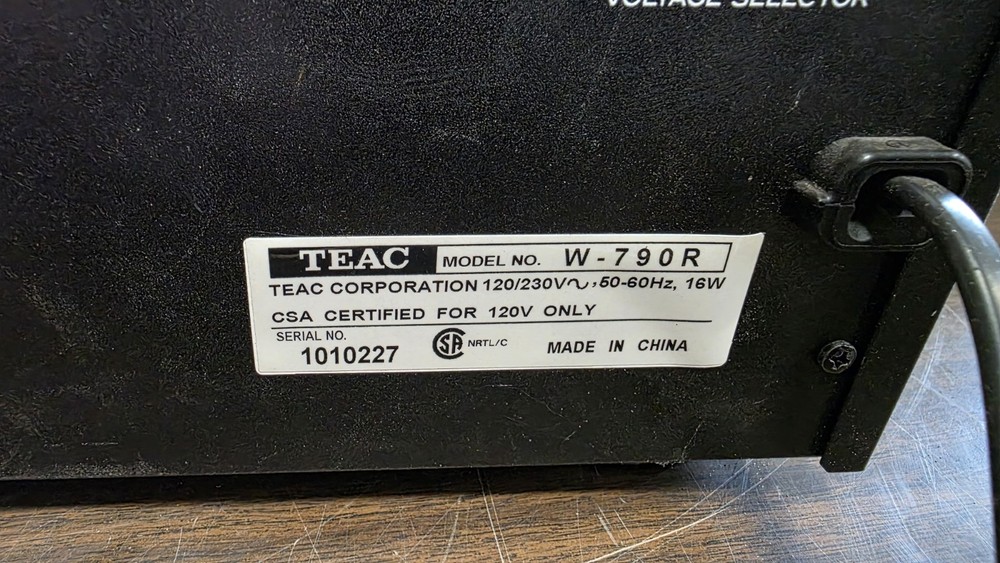 VOLTAGE SELECTOR
TEAC MODEL NO. W-790R
TEAC CORPORATION 120/230V∿,50-60Hz, 16W
CSA CERTIFIED FOR 120V ONLY
SERIAL NO.
1010227
SA NRTL/C
MADE IN CHINA